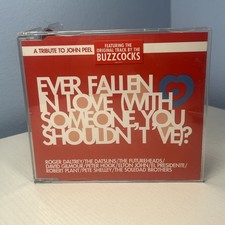 A TRIBUTE TO JOHN PEEL
FEATURING THE
ORIGINAL TRACK BY THE
BUZZCOCKS
EVER FALLEN
IN LOVE (WITH
SOMEONE YOU
SHOULDN'T'VE)?
ROGER DALTREY/THE DATSUNS/THE FUTUREHEADS/
DAVID GILMOUR/PETER HOOK/ELTON JOHN/EL PRESIDENTE/
ROBERT PLANT/PETE SHELLEY/THE SOLEDAD BROTHERS